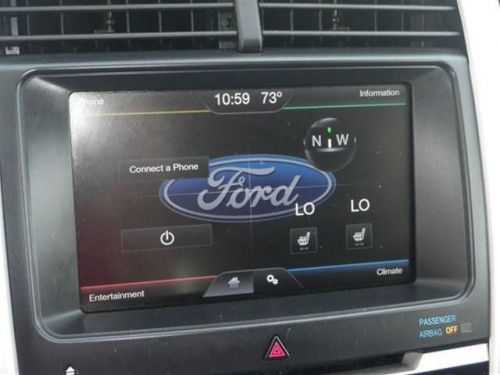 Phone
10:59 73°
Information
N W
Connect a Phone
Ford
LO LO
Entertainment
Climate
PASSENGER
AIRBAG OFF